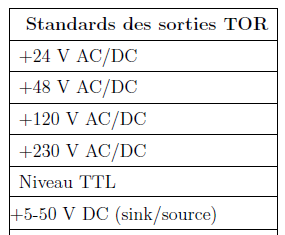 Standards des sorties TOR
+24 V AC/DC
+48 V AC/DC
+120 V AC/DC
+230 V AC/DC
Niveau TTL
+5-50 V DC (sink/source)